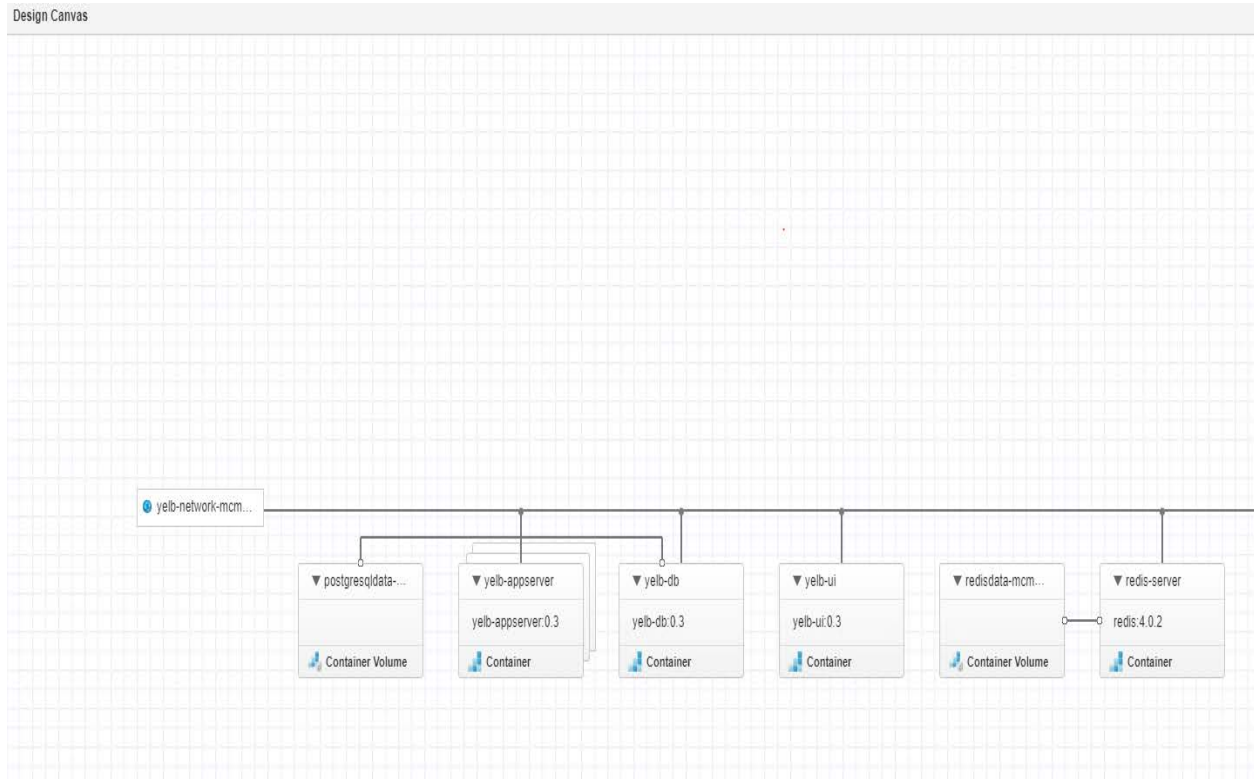 Design Canvas
yelb-network-mcm...
postgresqldata-...
Container Volume
yelb-appserver
yelb-appserver:0.3
Container
yelb-db
yelb-db:0.3
Container
yelb-ui
yelb-ui:0.3
Container
redisdata-mcm...
Container Volume
redis-server
redis:4.0.2
Container